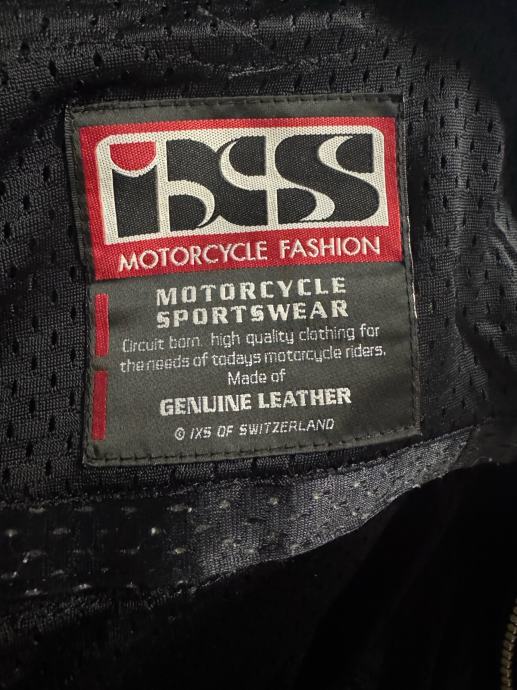 iXS
MOTORCYCLE FASHION
MOTORCYCLE
SPORTSWEAR
Circuit born, high quality clothing for
the needs of todays motorcycle riders.
Made of
GENUINE LEATHER
© IXS OF SWITZERLAND